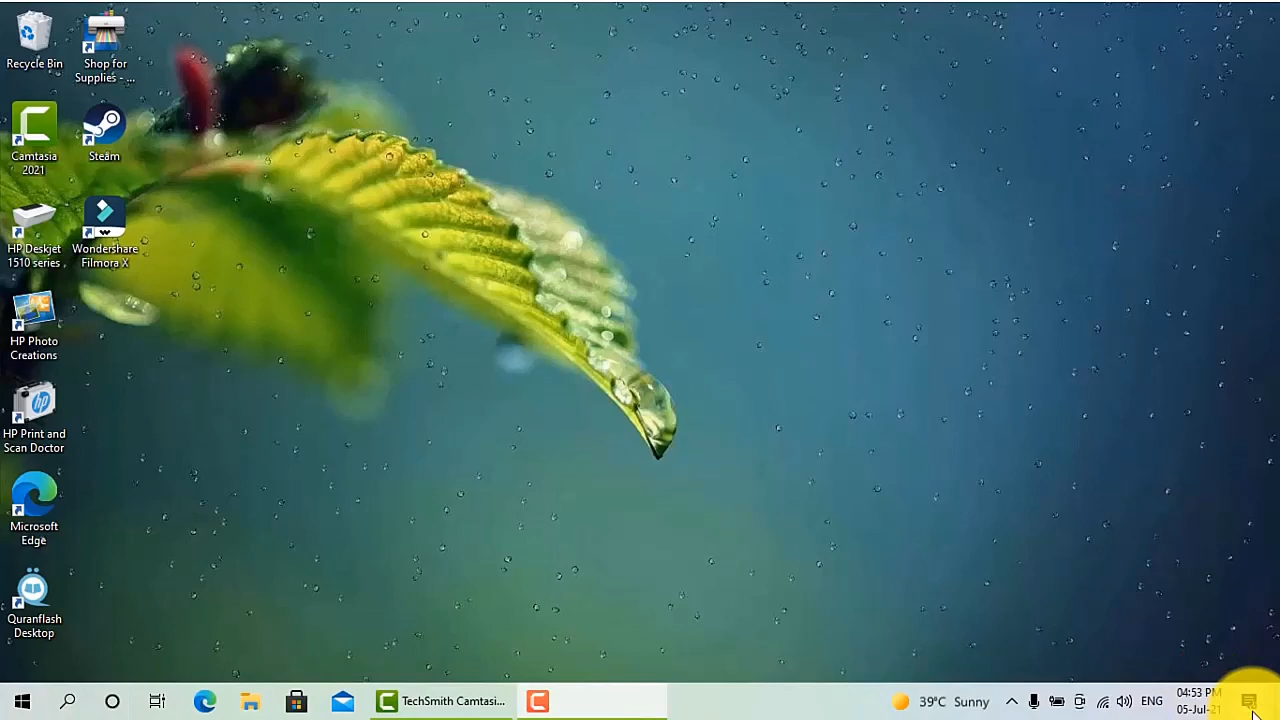 Recycle Bin
Shop for
Supplies - ...
Camtasia
2021
Steam
HP Deskjet
1510 series
Wondershare
Filmora X
HP Photo
Creations
HP Print and
Scan Doctor
Microsoft
Edge
Quranflash
Desktop
TechSmith Camtasi...
39°C Sunny
ENG
04:53 PM
05-Jul-21